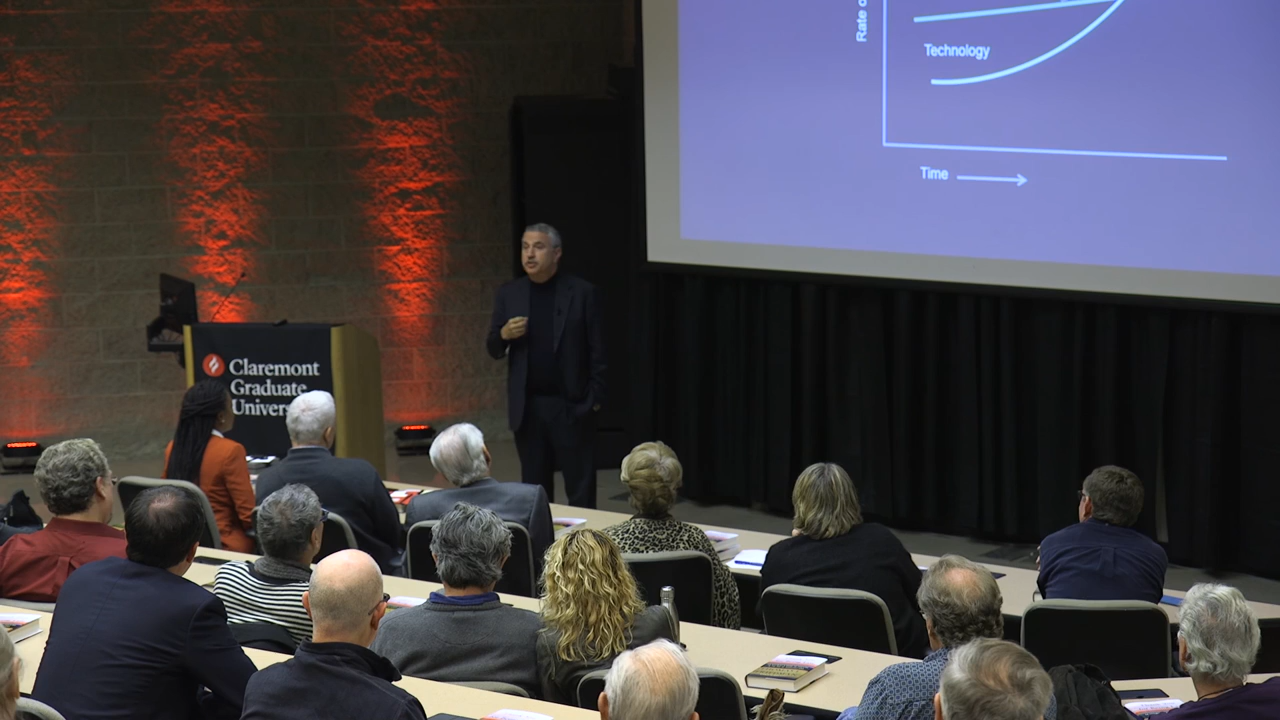 Rate o
Technology
Time
Claremont
Graduate
Univers